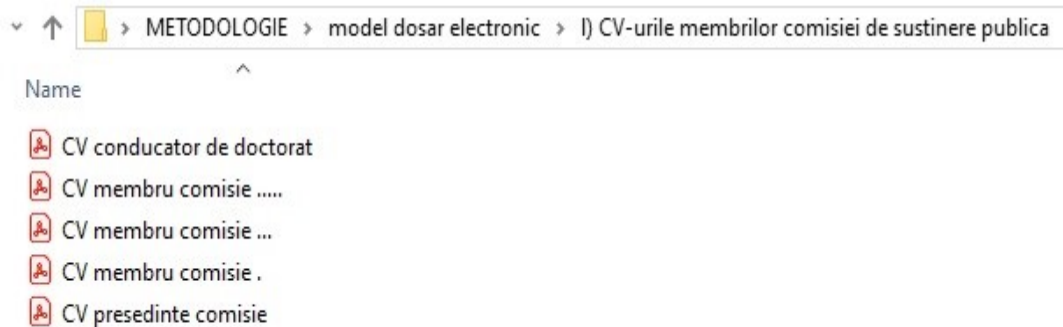 METODOLOGIE > model dosar electronic > l) CV-urile membrilor comisiei de sustinere publica
Name
CV conducator de doctorat
CV membru comisie .....
CV membru comisie ...
CV membru comisie .
CV presedinte comisie